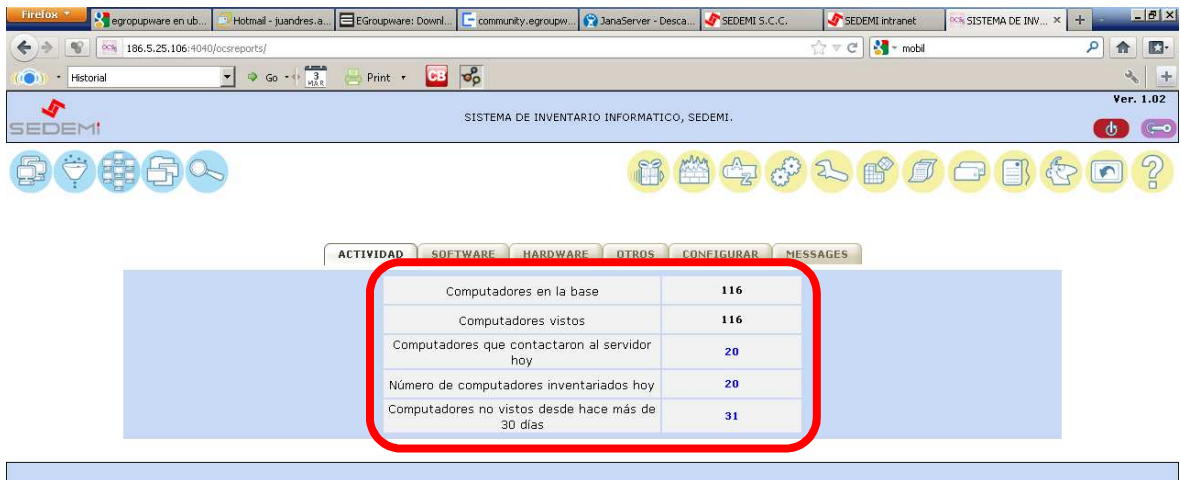 Firefox
egropupware en ub...
Hotmail - juandres.a...
EGroupware: Downl...
community.egroupw...
JanaServer - Desca...
SEDEMI S.C.C.
SEDEMI intranet
SISTEMA DE INV...
186.5.25.106:4040/ocsreports/
mobil
Historial
Go
3
MAR
Print
CB
Ver. 1.02
SEDEMI
SISTEMA DE INVENTARIO INFORMATICO, SEDEMI.
A
Z
?
ACTIVIDAD SOFTWARE HARDWARE OTROS CONFIGURAR MESSAGES
Computadores en la base 116
Computadores vistos 116
Computadores que contactaron al servidor
hoy 20
Número de computadores inventariados hoy 20
Computadores no vistos desde hace más de
30 días 31